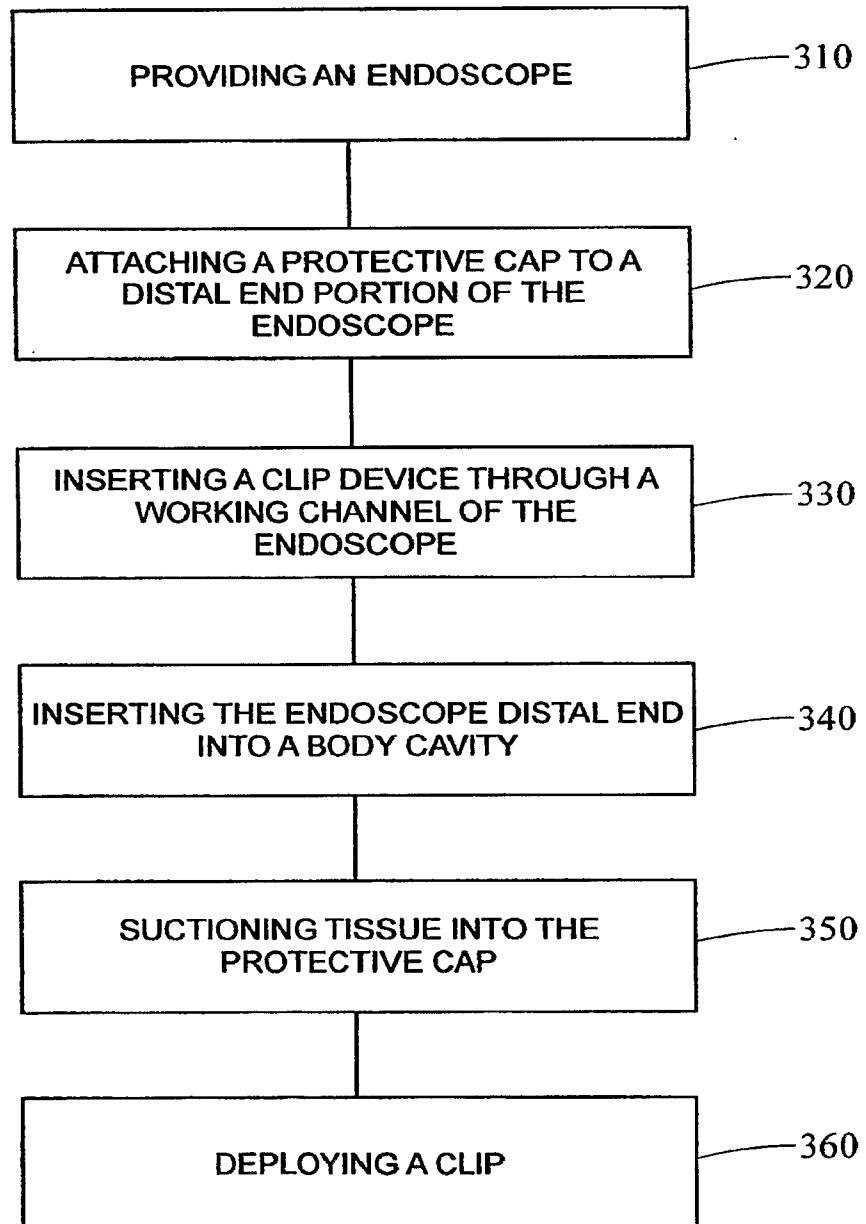 PROVIDING AN ENDOSCOPE
310
ATTACHING A PROTECTIVE CAP TO A
DISTAL END PORTION OF THE
ENDOSCOPE
320
INSERTING A CLIP DEVICE THROUGH A
WORKING CHANNEL OF THE
ENDOSCOPE
330
INSERTING THE ENDOSCOPE DISTAL END
INTO A BODY CAVITY
340
SUCTIONING TISSUE INTO THE
PROTECTIVE CAP
350
DEPLOYING A CLIP
360